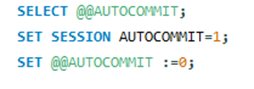 SELECT @@AUTOCOMMIT;
SET SESSION AUTOCOMMIT=1;
SET @@AUTOCOMMIT :=0;